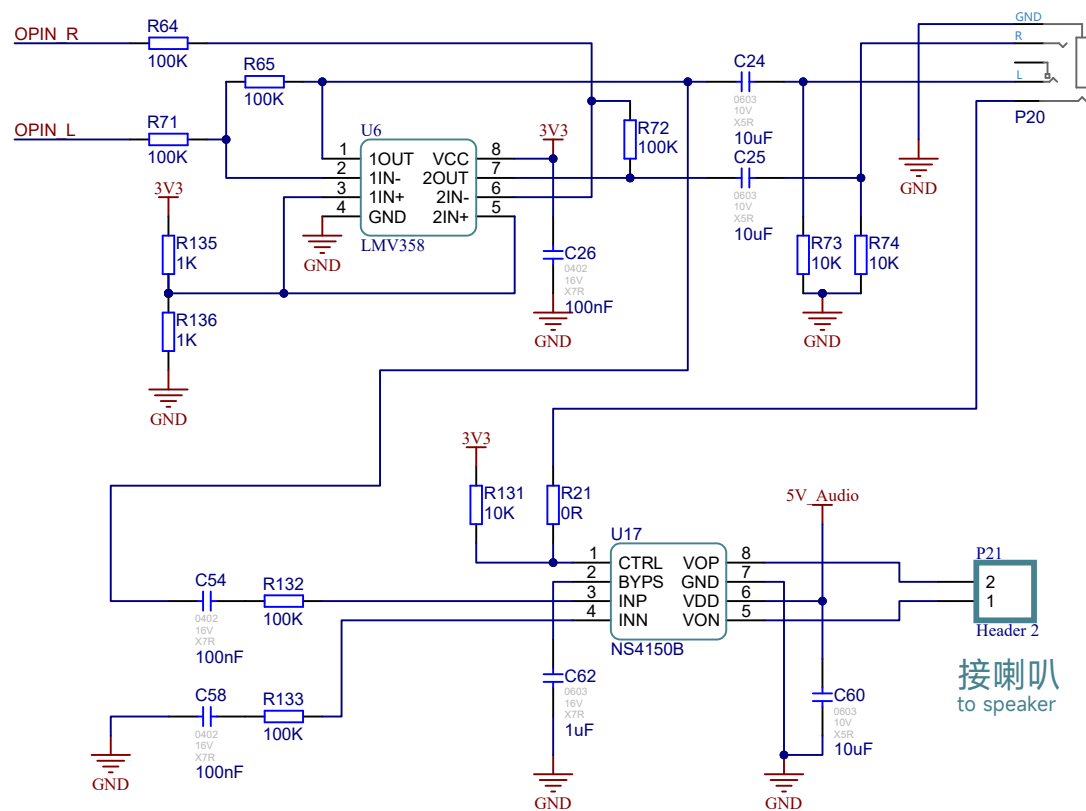 OPIN_R
R64
100K
R65
100K
OPIN_L
R71
100K
U6
1
1OUT
VCC
8
2
1IN-
2OUT
7
3
1IN+
2IN-
6
4
GND
2IN+
5
LMV358
GND
3V3
R135
1K
R136
1K
GND
3V3
C26
0402
16V
X7R
100nF
GND
R72
100K
C24
0603
10V
X5R
10uF
C25
0603
10V
X5R
10uF
R73
10K
R74
10K
GND
GND
GND
R
L
P20
3V3
R131
10K
R21
0R
U17
1
CTRL
VOP
8
2
BYPS
GND
7
3
INP
VDD
6
4
INN
VON
5
NS4150B
5V_Audio
P21
2
1
Header 2
接喇叭
to speaker
C54
0402
16V
X7R
100nF
R132
100K
C58
0402
16V
X7R
100nF
R133
100K
GND
C62
0603
16V
X7R
1uF
GND
C60
0603
10V
X5R
10uF
GND